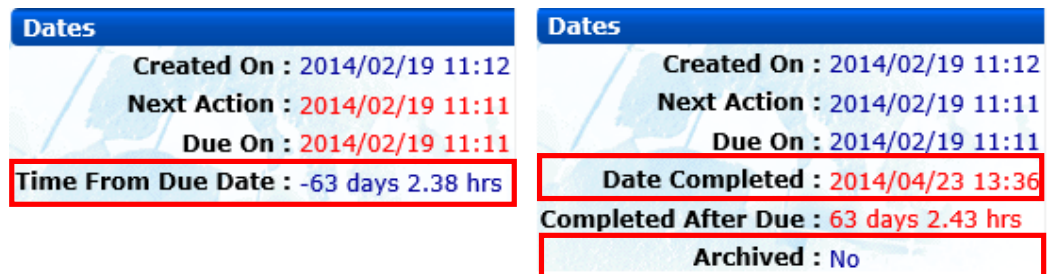 Dates
Created On : 2014/02/19 11:12
Next Action : 2014/02/19 11:11
Due On : 2014/02/19 11:11
Time From Due Date : -63 days 2.38 hrs
Dates
Created On : 2014/02/19 11:12
Next Action : 2014/02/19 11:11
Due On : 2014/02/19 11:11
Date Completed : 2014/04/23 13:36
Completed After Due : 63 days 2.43 hrs
Archived : No